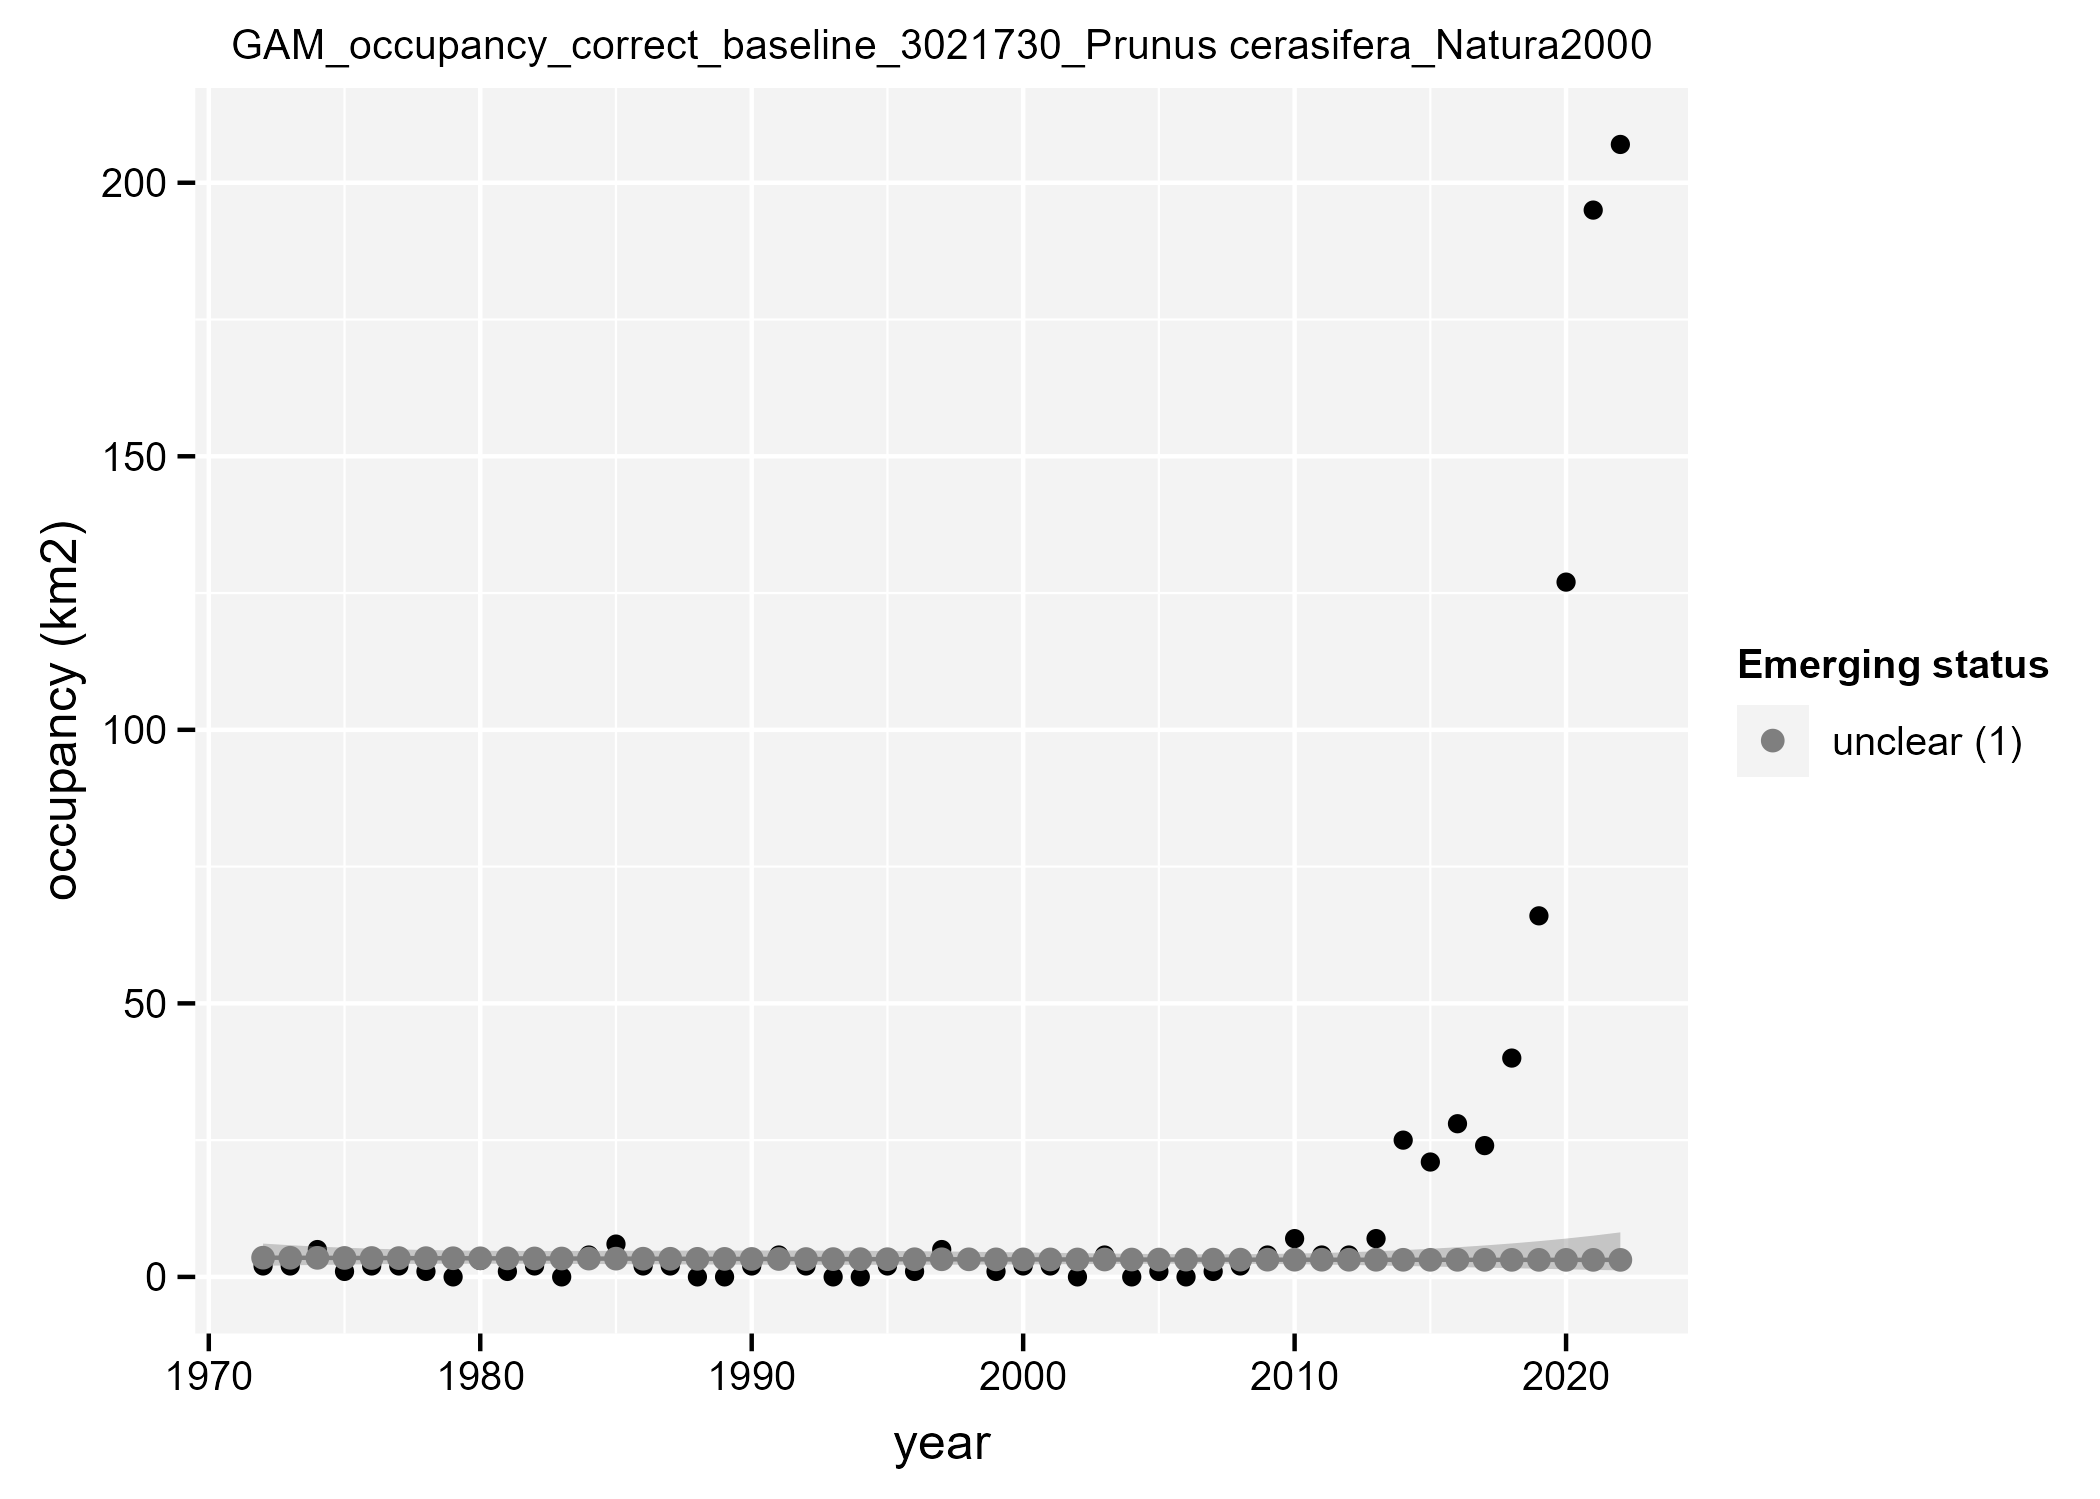 GAM_occupancy_correct_baseline_3021730_Prunus cerasifera_Natura2000
occupancy (km2)
200
150
100
50
0
1970 1980 1990 2000 2010 2020
year
Emerging status
unclear (1)